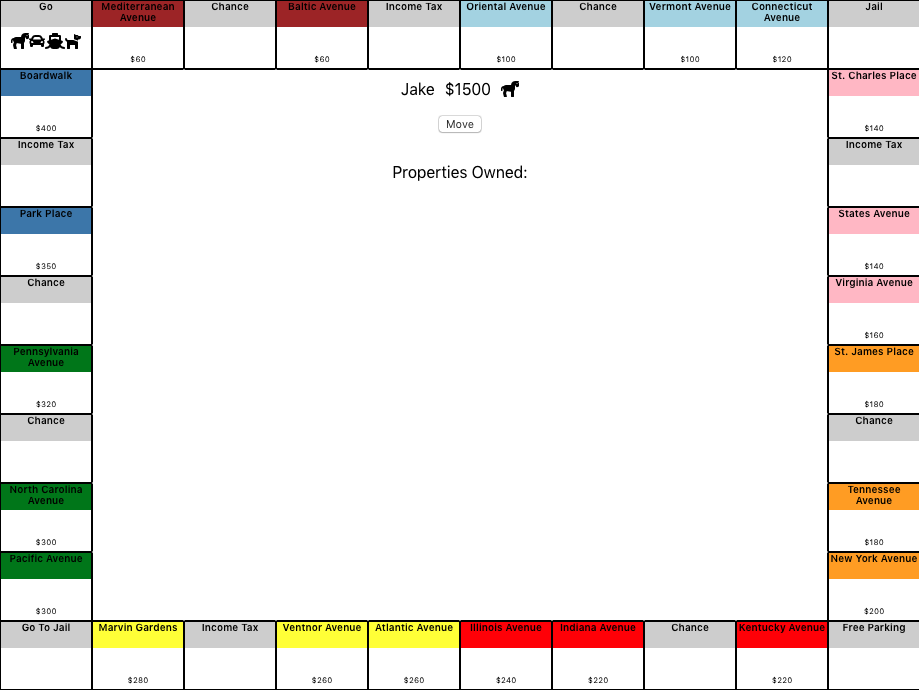 Go
Mediterranean
Avenue
$60
Chance
Baltic Avenue
$60
Income Tax
Oriental Avenue
$100
Chance
Vermont Avenue
$100
Connecticut
Avenue
$120
Jail
Boardwalk
$400
Jake $1500
Move
Properties Owned:
St. Charles Place
$140
Income Tax
Income Tax
Park Place
$350
States Avenue
$140
Chance
Virginia Avenue
$160
Pennsylvania
Avenue
$320
St. James Place
$180
Chance
Chance
North Carolina
Avenue
$300
Tennessee
Avenue
$180
Pacific Avenue
$300
New York Avenue
$200
Go To Jail
Marvin Gardens
$280
Income Tax
Ventnor Avenue
$260
Atlantic Avenue
$260
Illinois Avenue
$240
Indiana Avenue
$220
Chance
Kentucky Avenue
$220
Free Parking